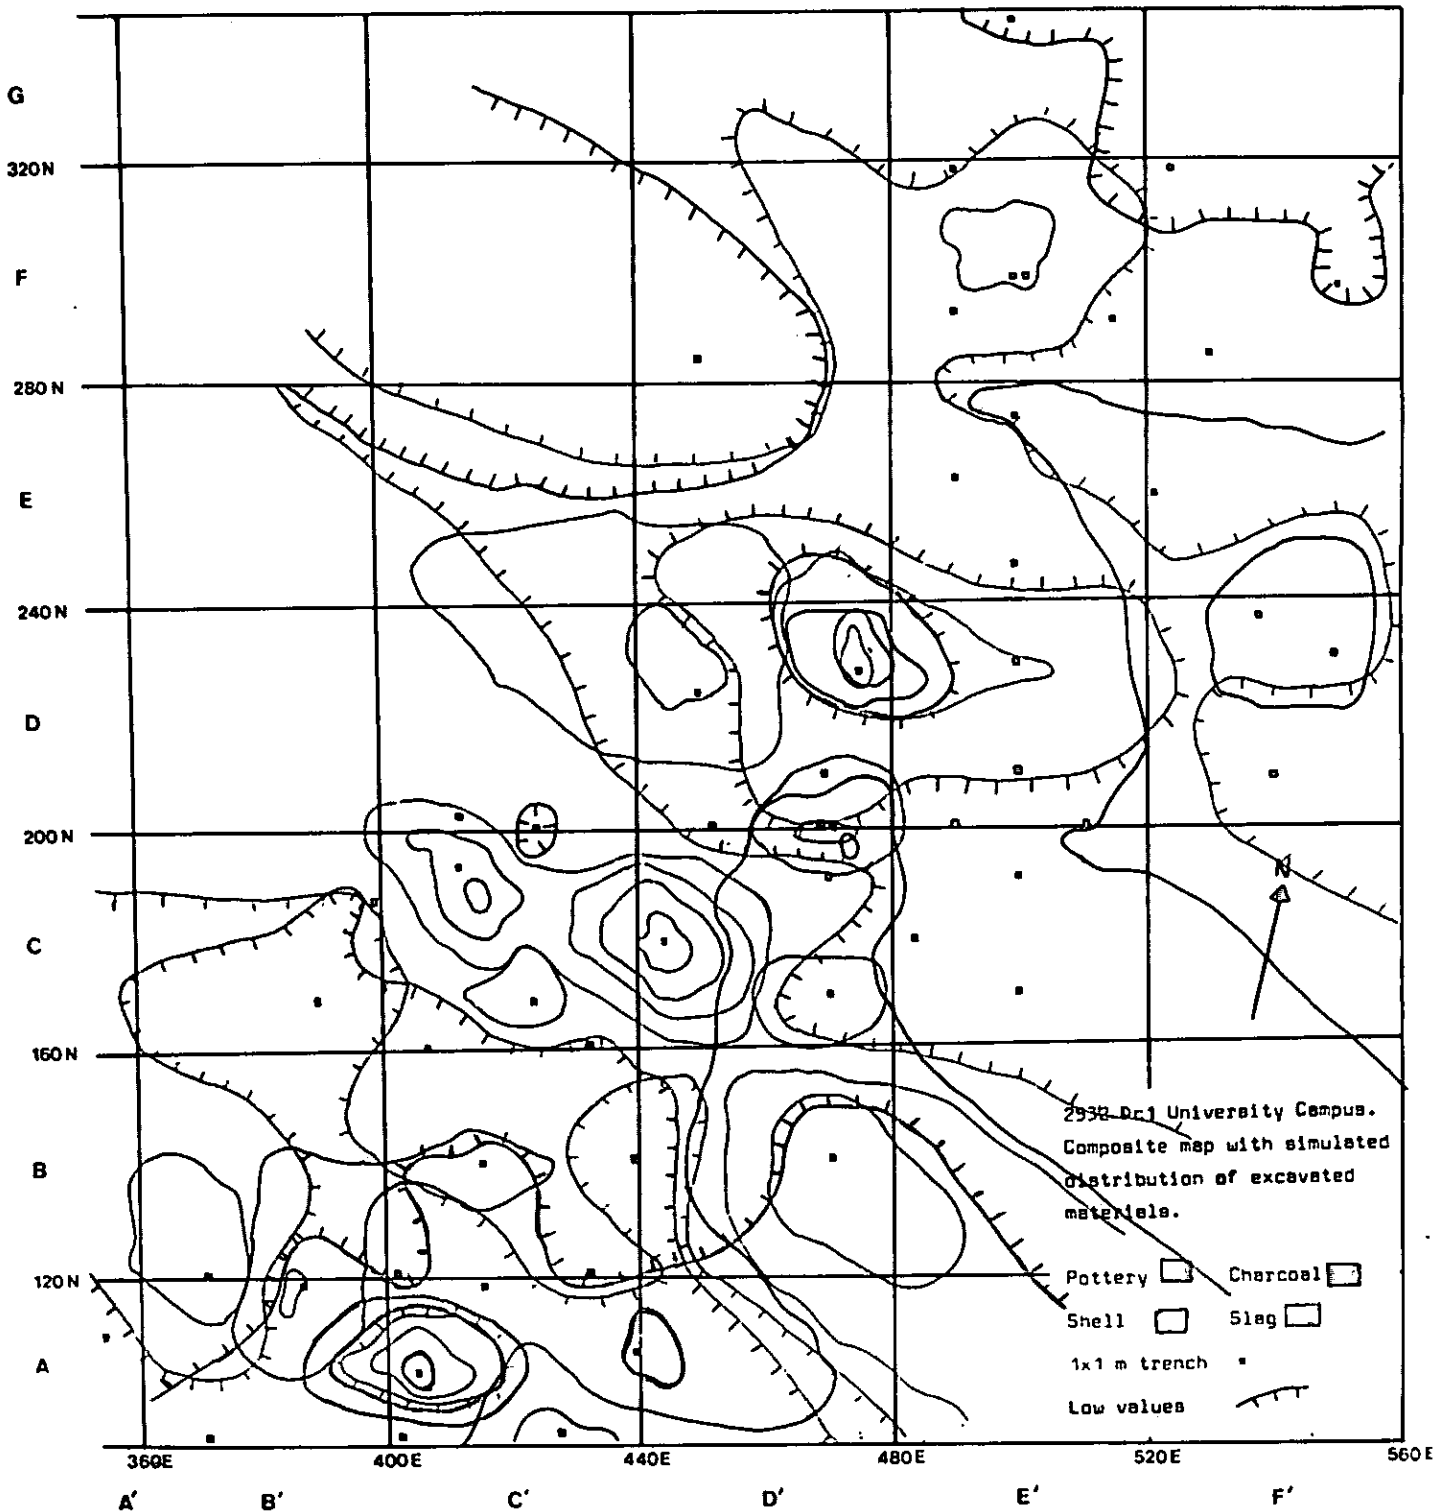 G
320N
F
280N
E
240N
D
200N
N
C
160N
University Campus.
Composite map with simulated
B
distribution of excavated
materials.
120N
Pottery Charcoal
Shell Slag
A
1x1 m trench
Low values
360E 400E 440E 480E 520E 560E
A′ B′ C′ D′ E′ F′